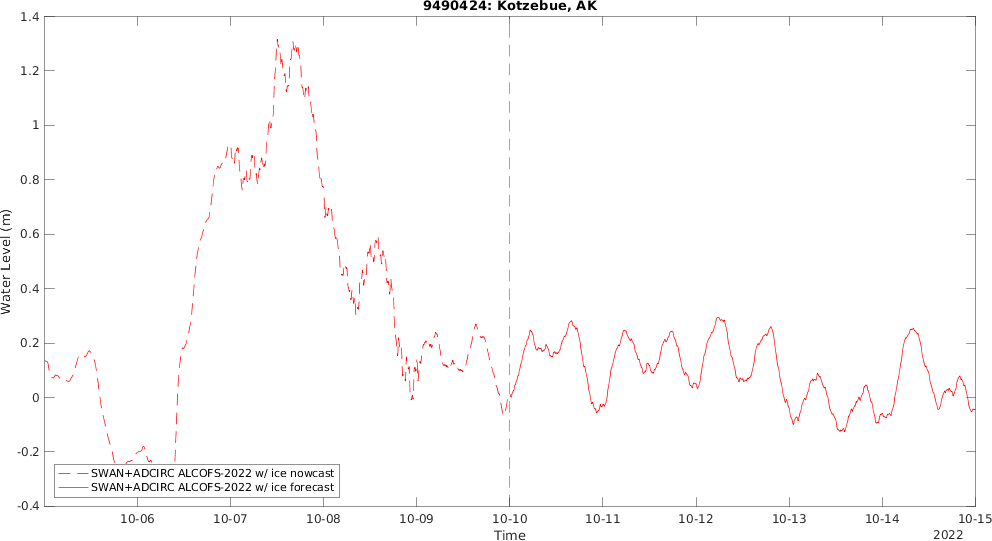 9490424: Kotzebue, AK
1.4
1.2
1
0.8
0.6
0.4
0.2
0
-0.2
-0.4
Water Level (m)
SWAN+ADCIRC ALCOFS-2022 w/ ice nowcast
SWAN+ADCIRC ALCOFS-2022 w/ ice forecast
10-06 10-07 10-08 10-09 10-10 10-11 10-12 10-13 10-14 10-15
Time
2022